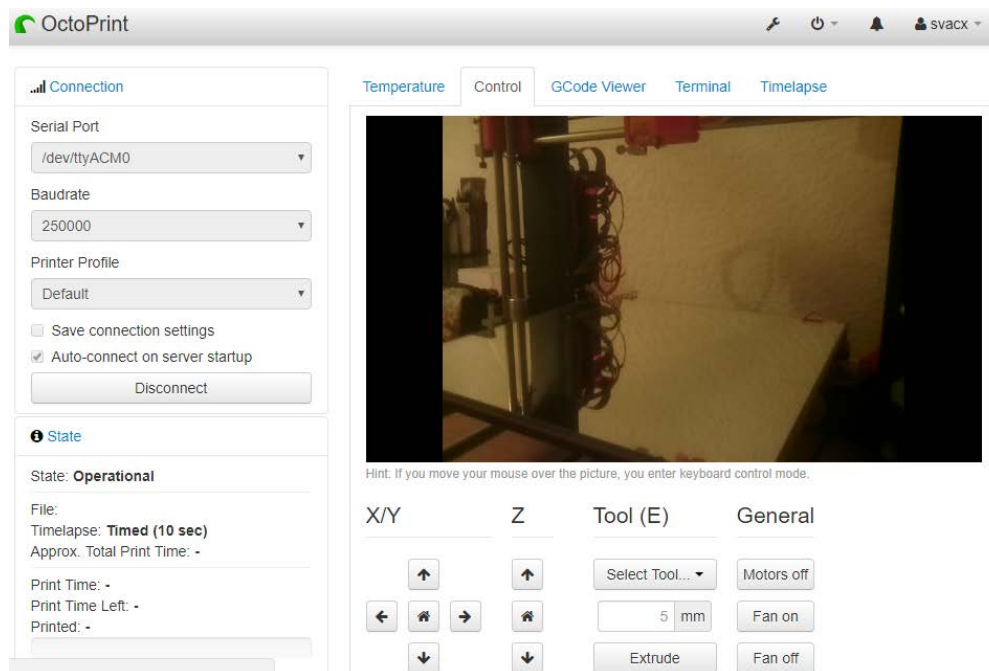 OctoPrint
svacx
Connection
Serial Port
/dev/ttyACM0
Baudrate
250000
Printer Profile
Default
Save connection settings
Auto-connect on server startup
Disconnect
State
State: Operational
File:
Timelapse: Timed (10 sec)
Approx. Total Print Time: -
Print Time: -
Print Time Left: -
Printed: -
Temperature Control GCode Viewer Terminal Timelapse
Hint: If you move your mouse over the picture, you enter keyboard control mode.
X/Y Z Tool (E) General
Select Tool... Motors off
5 mm Fan on
Extrude Fan off